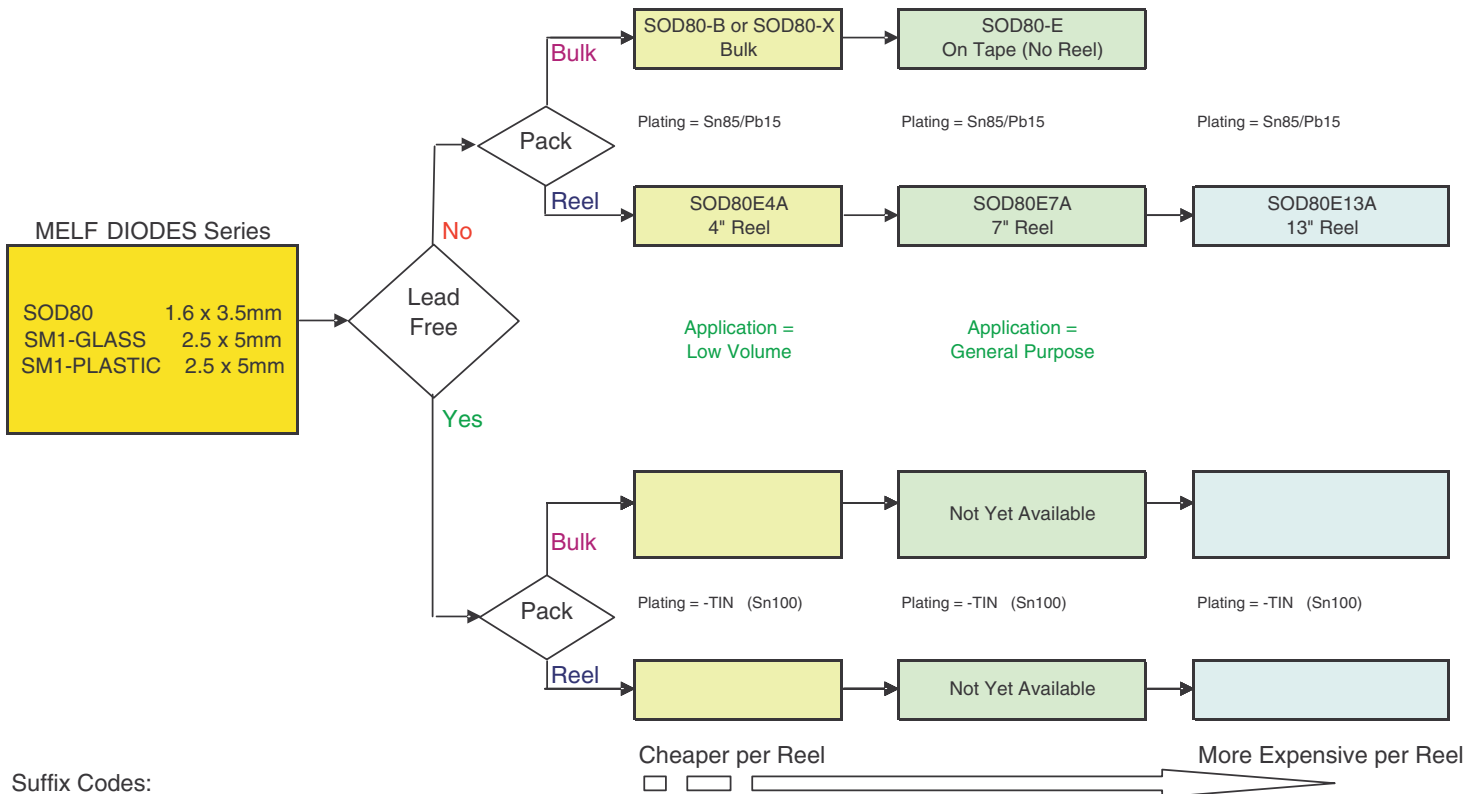 SOD80-B or SOD80-X
Bulk
SOD80-E
On Tape (No Reel)
Bulk
Pack
Plating = Sn85/Pb15
Plating = Sn85/Pb15
Plating = Sn85/Pb15
Reel
SOD80E4A
4" Reel
SOD80E7A
7" Reel
SOD80E13A
13" Reel
MELF DIODES Series
No
SOD80 1.6 x 3.5mm
SM1-GLASS 2.5 x 5mm
SM1-PLASTIC 2.5 x 5mm
Lead
Free
Application =
Low Volume
Application =
General Purpose
Yes
Bulk
Not Yet Available
Pack
Plating = -TIN (Sn100)
Plating = -TIN (Sn100)
Plating = -TIN (Sn100)
Reel
Not Yet Available
Cheaper per Reel
More Expensive per Reel
Suffix Codes: